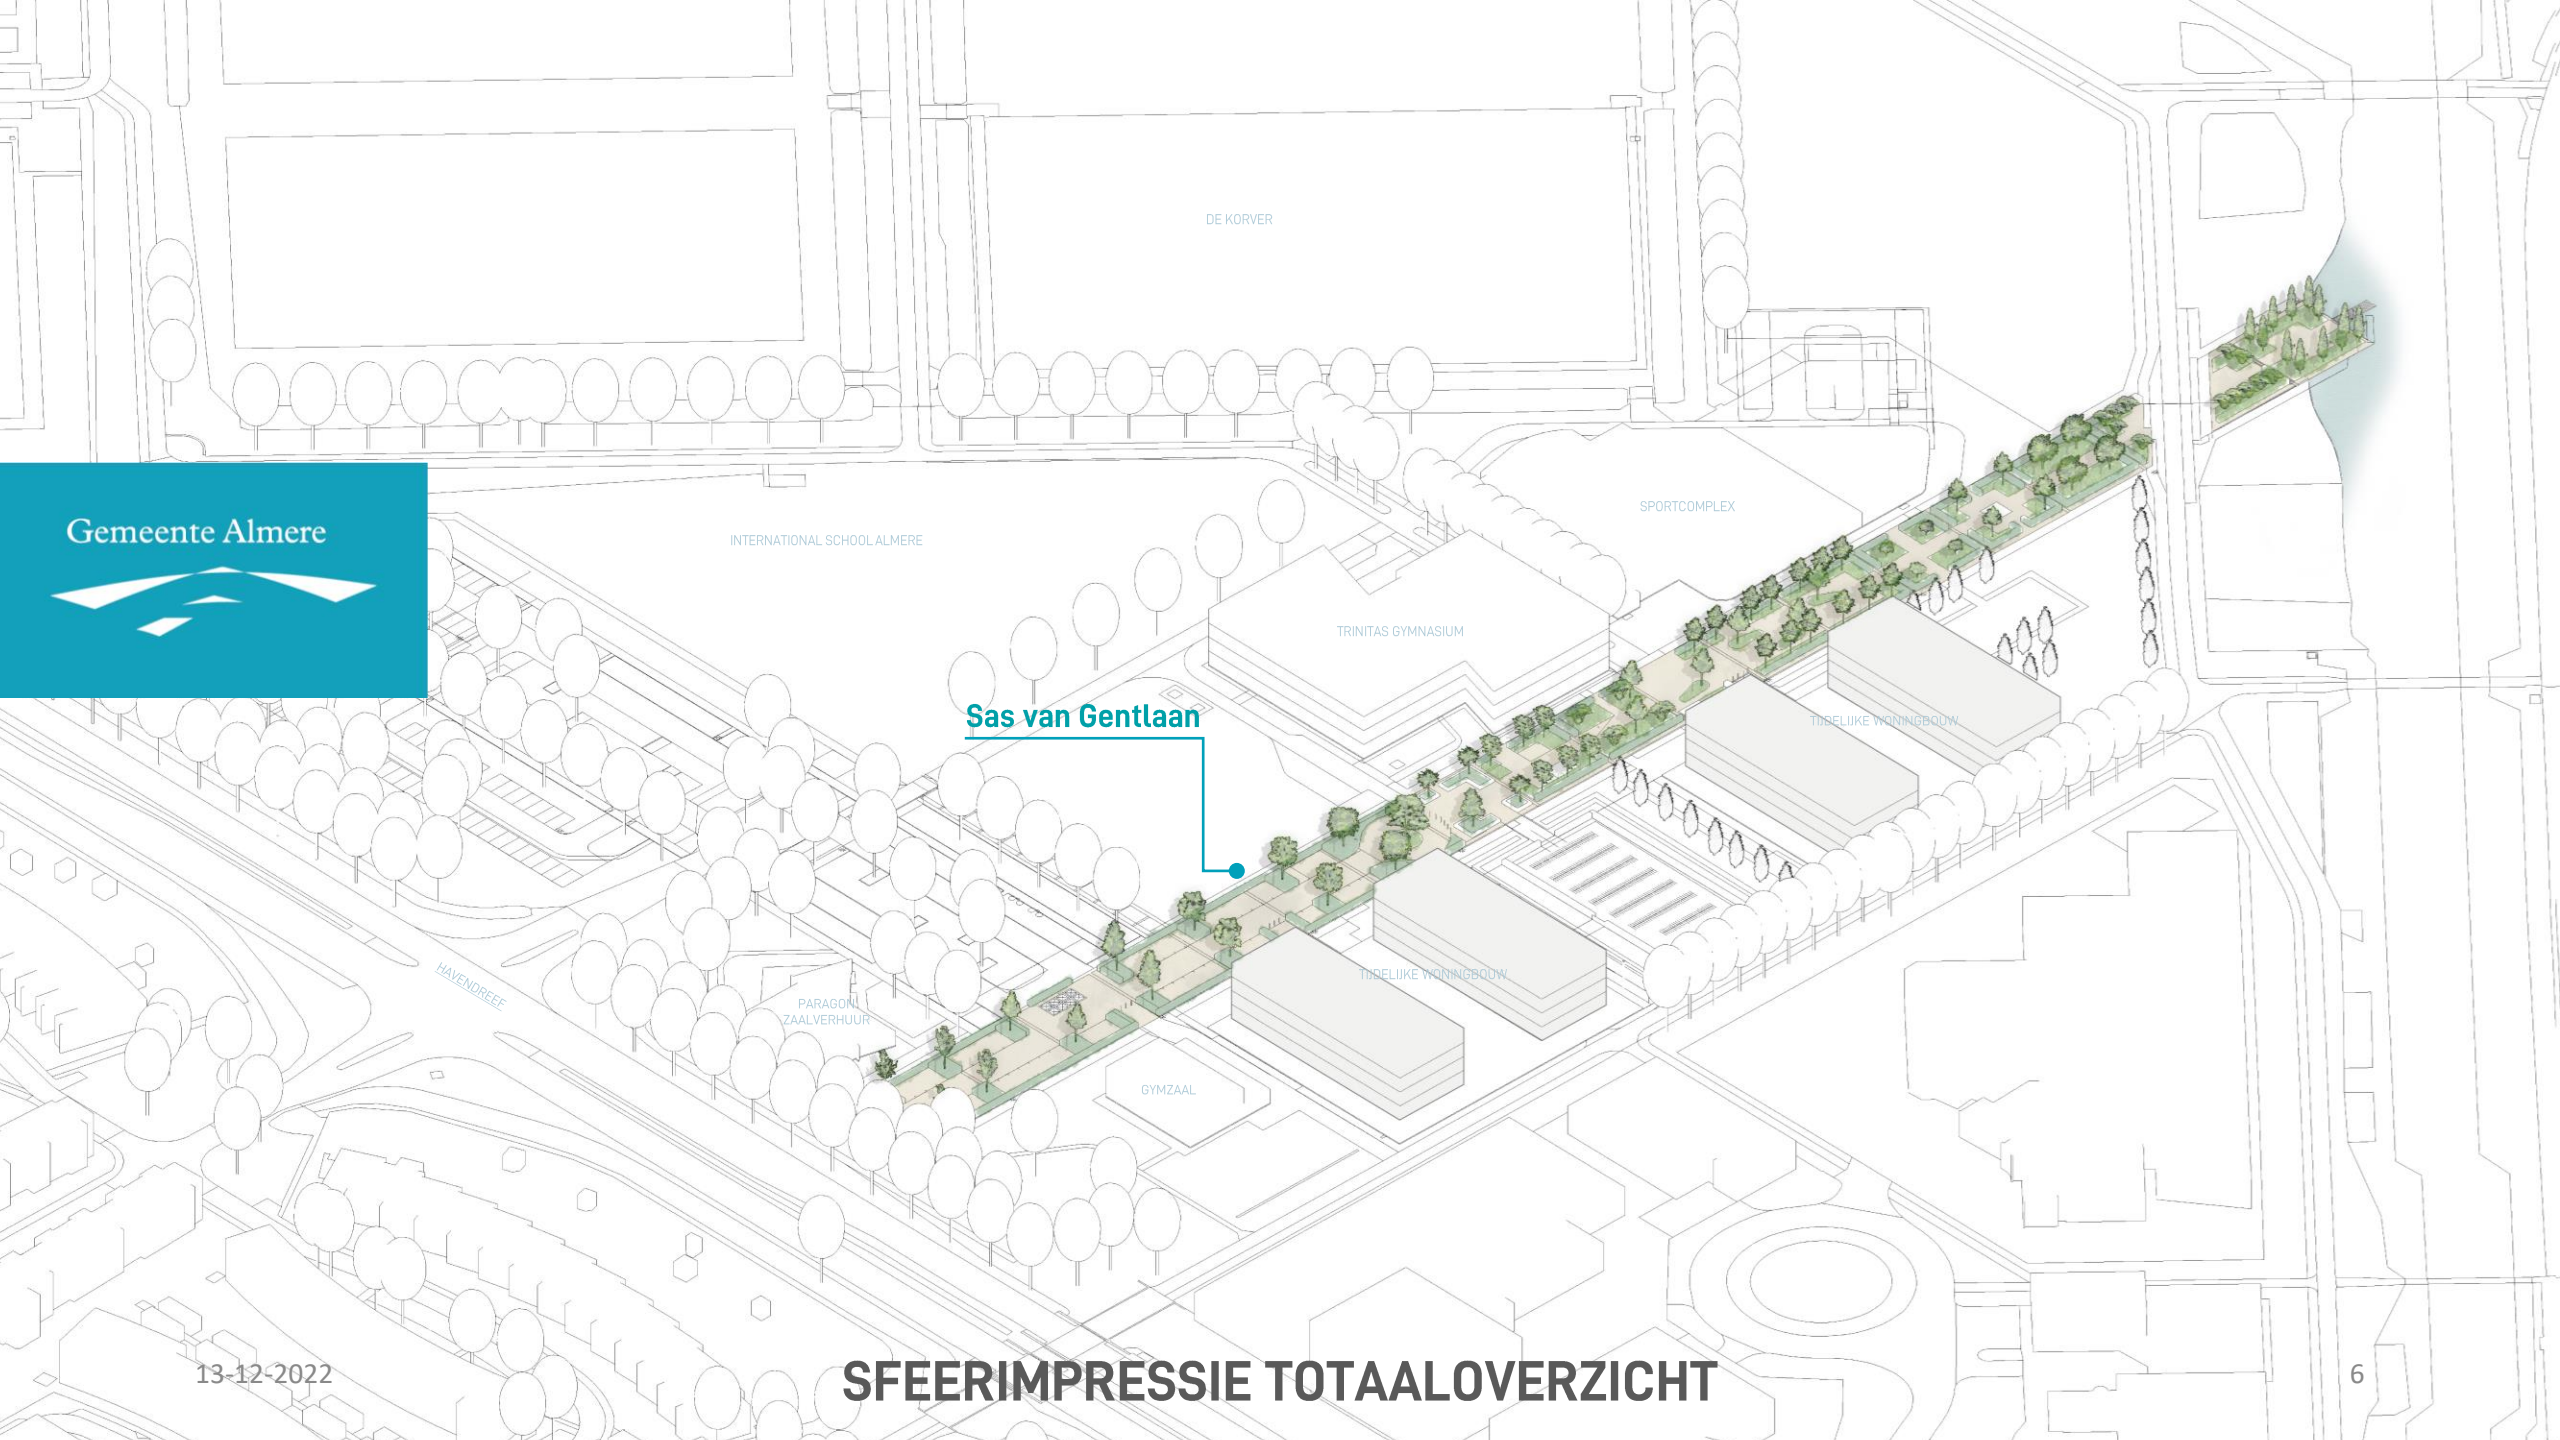 DE KORVER
SPORTCOMPLEX
Gemeente Almere
INTERNATIONAL SCHOOL ALMERE
TRINITAS GYMNASIUM
Sas van Gentlaan
TIJDELIJKE WONINGBOUW
TIJDELIJKE WONINGBOUW
HAVENDREEF
PARAGON
ZAALVERHUUR
GYMZAAL
13-12-2022
SFEERIMPRESSIE TOTAALOVERZICHT
6